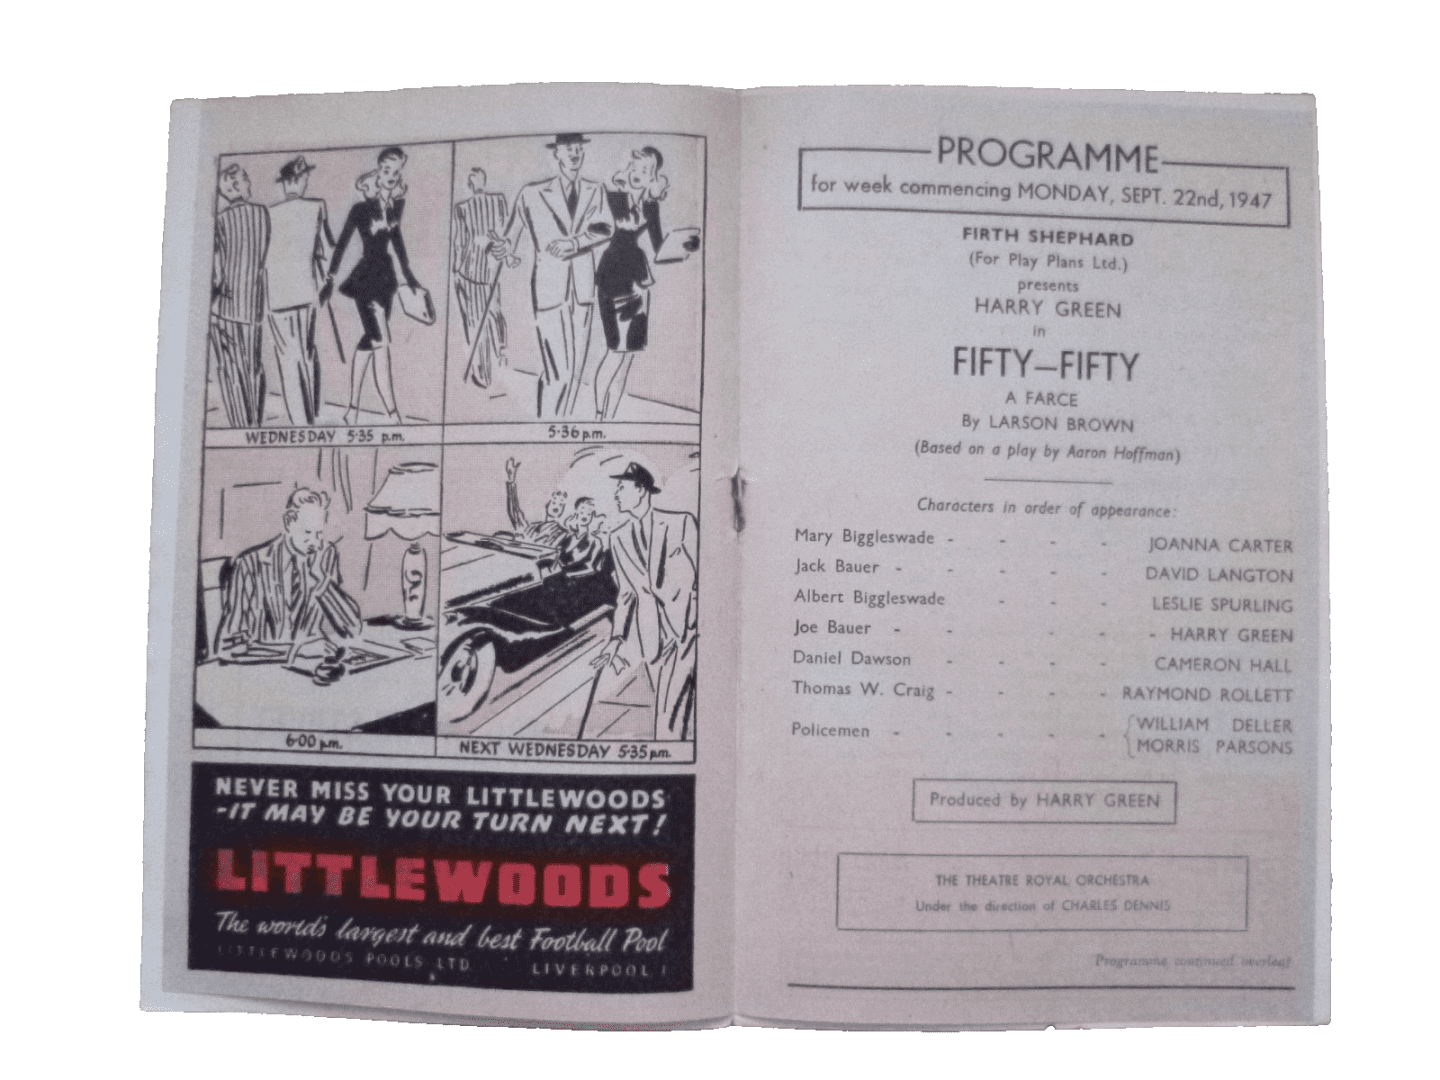 WEDNESDAY 5·35 p.m.
5·36 p.m.
6·00 p.m.
NEXT WEDNESDAY 5·35 p.m.
NEVER MISS YOUR LITTLEWOODS
-IT MAY BE YOUR TURN NEXT!
LITTLEWOODS
The world's largest and best Football Pool
LITTLEWOODS POOLS LTD. LIVERPOOL 1
PROGRAMME
for week commencing MONDAY, SEPT. 22nd, 1947
FIRTH SHEPHARD
(For Play Plans Ltd.)
presents
HARRY GREEN
in
FIFTY—FIFTY
A FARCE
By LARSON BROWN
(Based on a play by Aaron Hoffman)
Characters in order of appearance:
Mary Biggleswade - - - - JOANNA CARTER
Jack Bauer - - - - - DAVID LANGTON
Albert Biggleswade - - - LESLIE SPURLING
Joe Bauer - - - - - HARRY GREEN
Daniel Dawson - - - - CAMERON HALL
Thomas W. Craig - - - - RAYMOND ROLLETT
Policemen - - - - - { WILLIAM DELLER
MORRIS PARSONS
Produced by HARRY GREEN
THE THEATRE ROYAL ORCHESTRA
Under the direction of CHARLES DENNIS
Programme continued overleaf